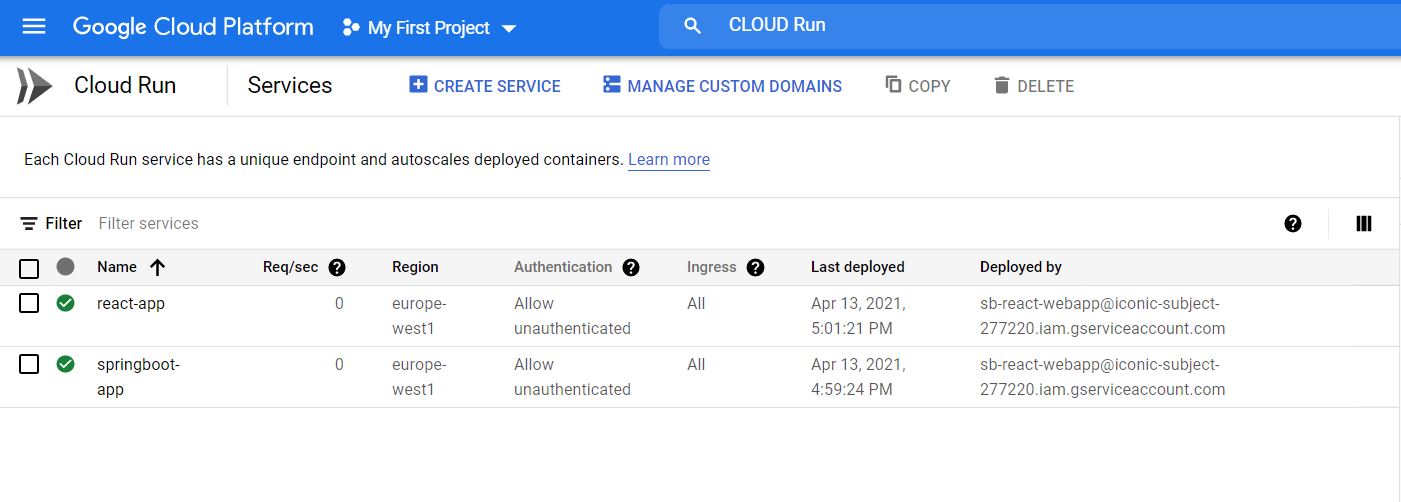 Google Cloud Platform My First Project CLOUD Run
Cloud Run Services CREATE SERVICE MANAGE CUSTOM DOMAINS COPY DELETE
Each Cloud Run service has a unique endpoint and autoscales deployed containers. Learn more
Filter Filter services ?
Name Req/sec ? Region Authentication ? Ingress ? Last deployed Deployed by
react-app 0 europe- Allow All Apr 13, 2021, sb-react-webapp@iconic-subject-
west1 unauthenticated 5:01:21 PM 277220.iam.gserviceaccount.com
springboot- 0 europe- Allow All Apr 13, 2021, sb-react-webapp@iconic-subject-
app west1 unauthenticated 4:59:24 PM 277220.iam.gserviceaccount.com